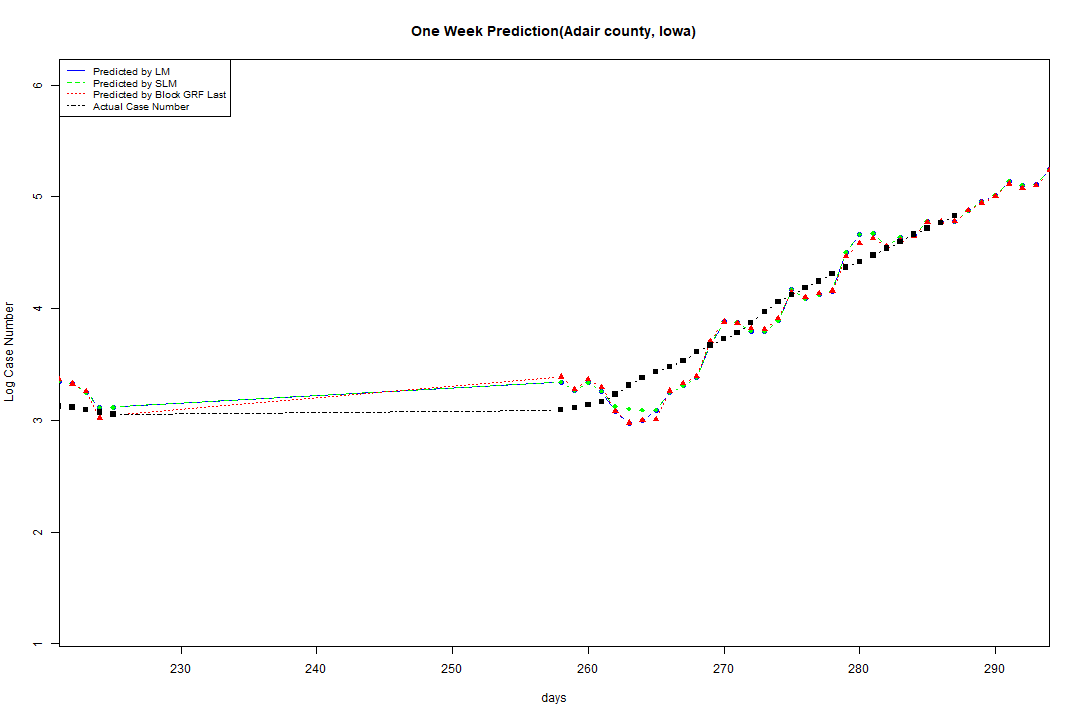 One Week Prediction(Adair county, Iowa)
Predicted by LM
Predicted by SLM
Predicted by Block GRF Last
Actual Case Number
6
5
4
3
2
1
Log Case Number
230 240 250 260 270 280 290
days